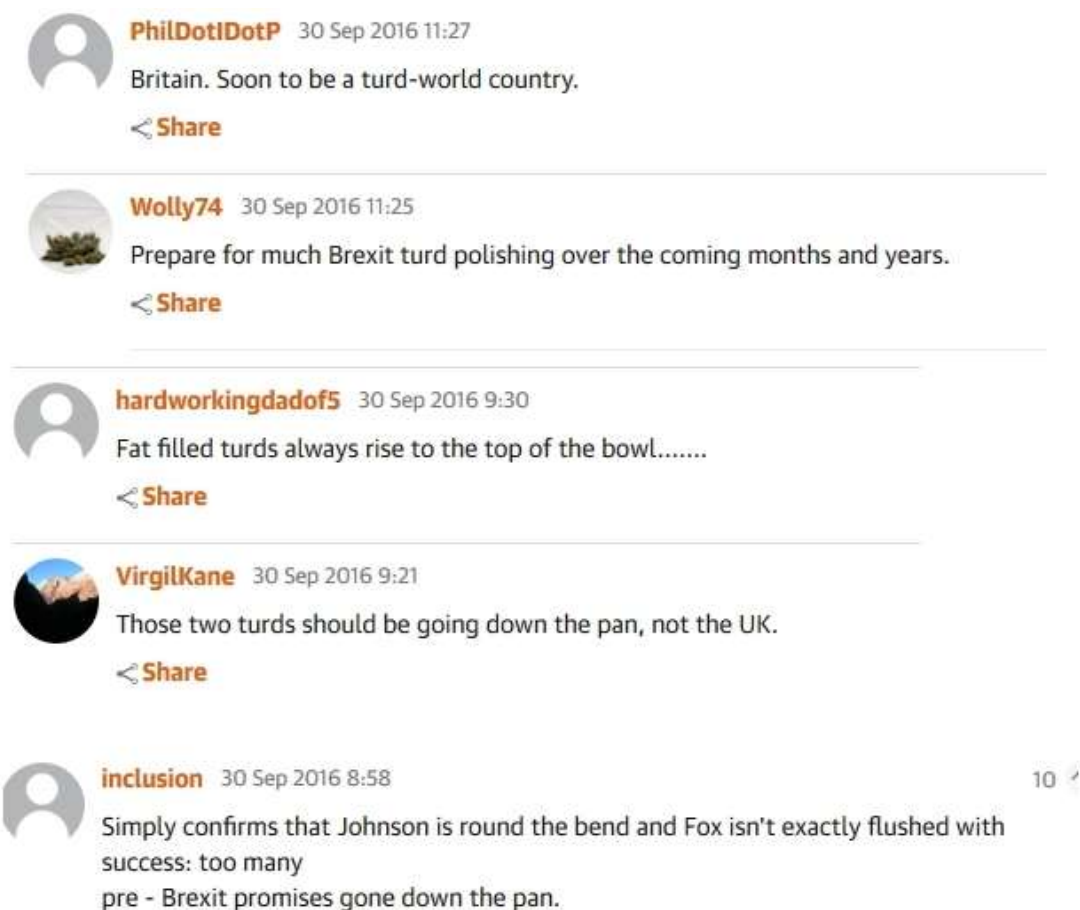 PhilDotIDotP 30 Sep 2016 11:27
Britain. Soon to be a turd-world country.
Share
Wolly74 30 Sep 2016 11:25
Prepare for much Brexit turd polishing over the coming months and years.
Share
hardworkingdadof5 30 Sep 2016 9:30
Fat filled turds always rise to the top of the bowl.......
Share
VirgilKane 30 Sep 2016 9:21
Those two turds should be going down the pan, not the UK.
Share
inclusion 30 Sep 2016 8:58 10
Simply confirms that Johnson is round the bend and Fox isn't exactly flushed with
success: too many
pre - Brexit promises gone down the pan.